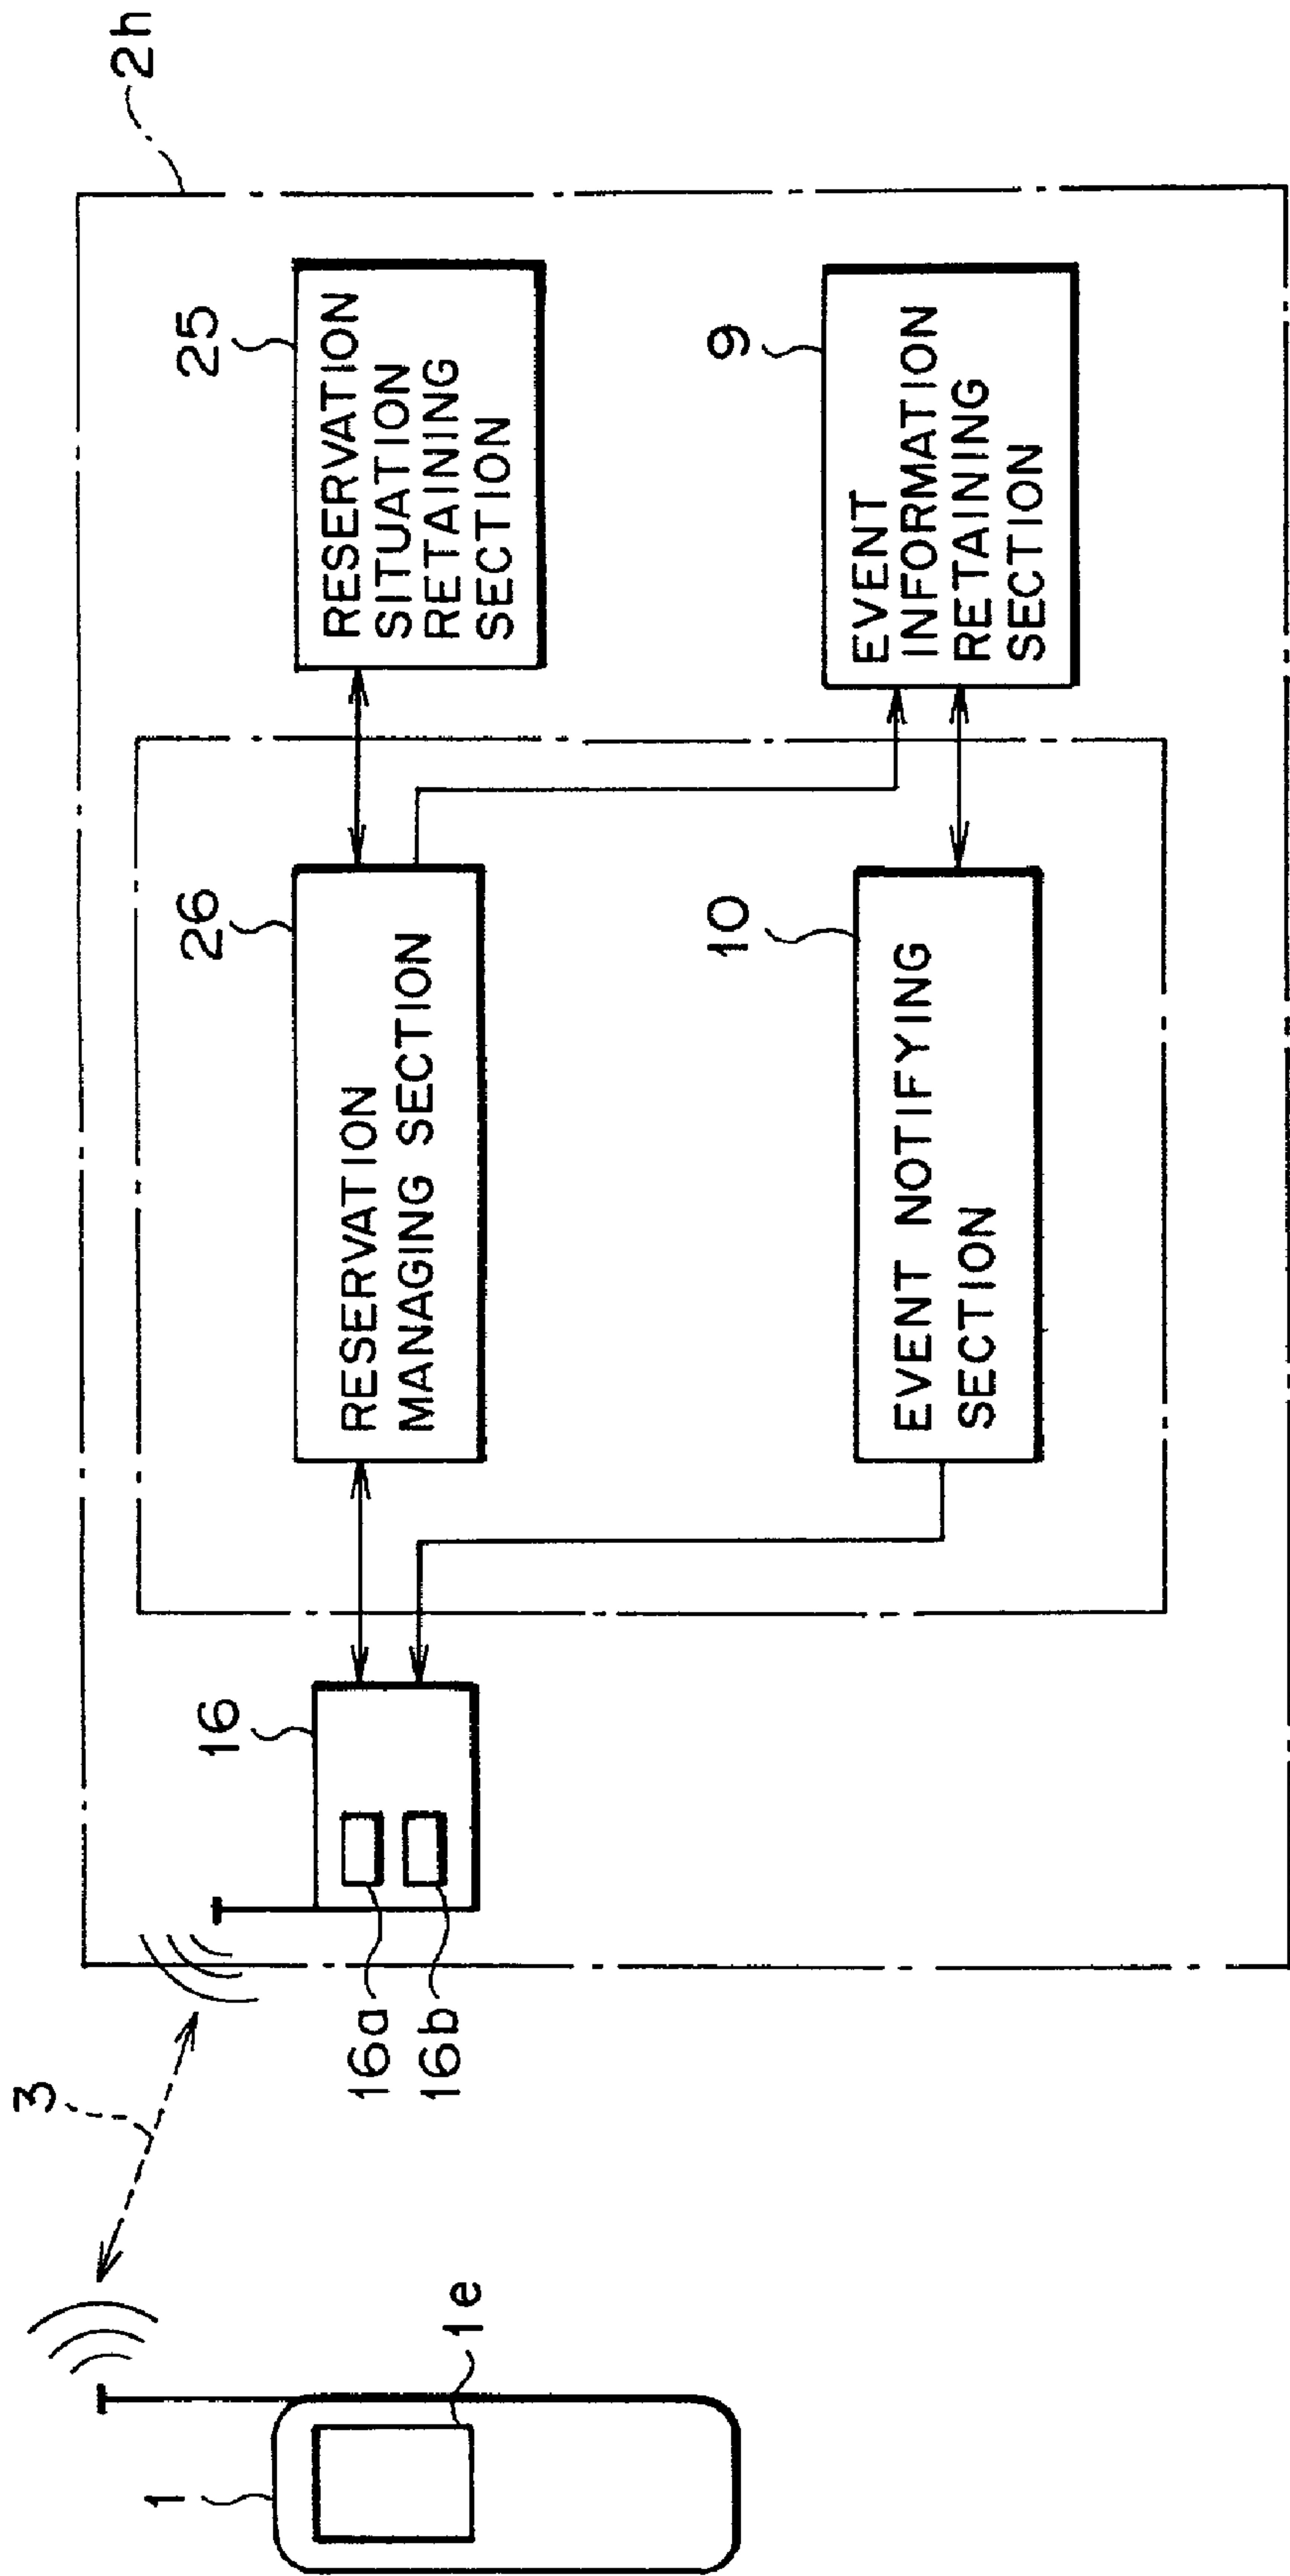 2h
25
RESERVATION
SITUATION
RETAINING
SECTION
9
EVENT
INFORMATION
RETAINING
SECTION
26
RESERVATION
MANAGING SECTION
10
EVENT NOTIFYING
SECTION
16
16a
16b
3
1
1e